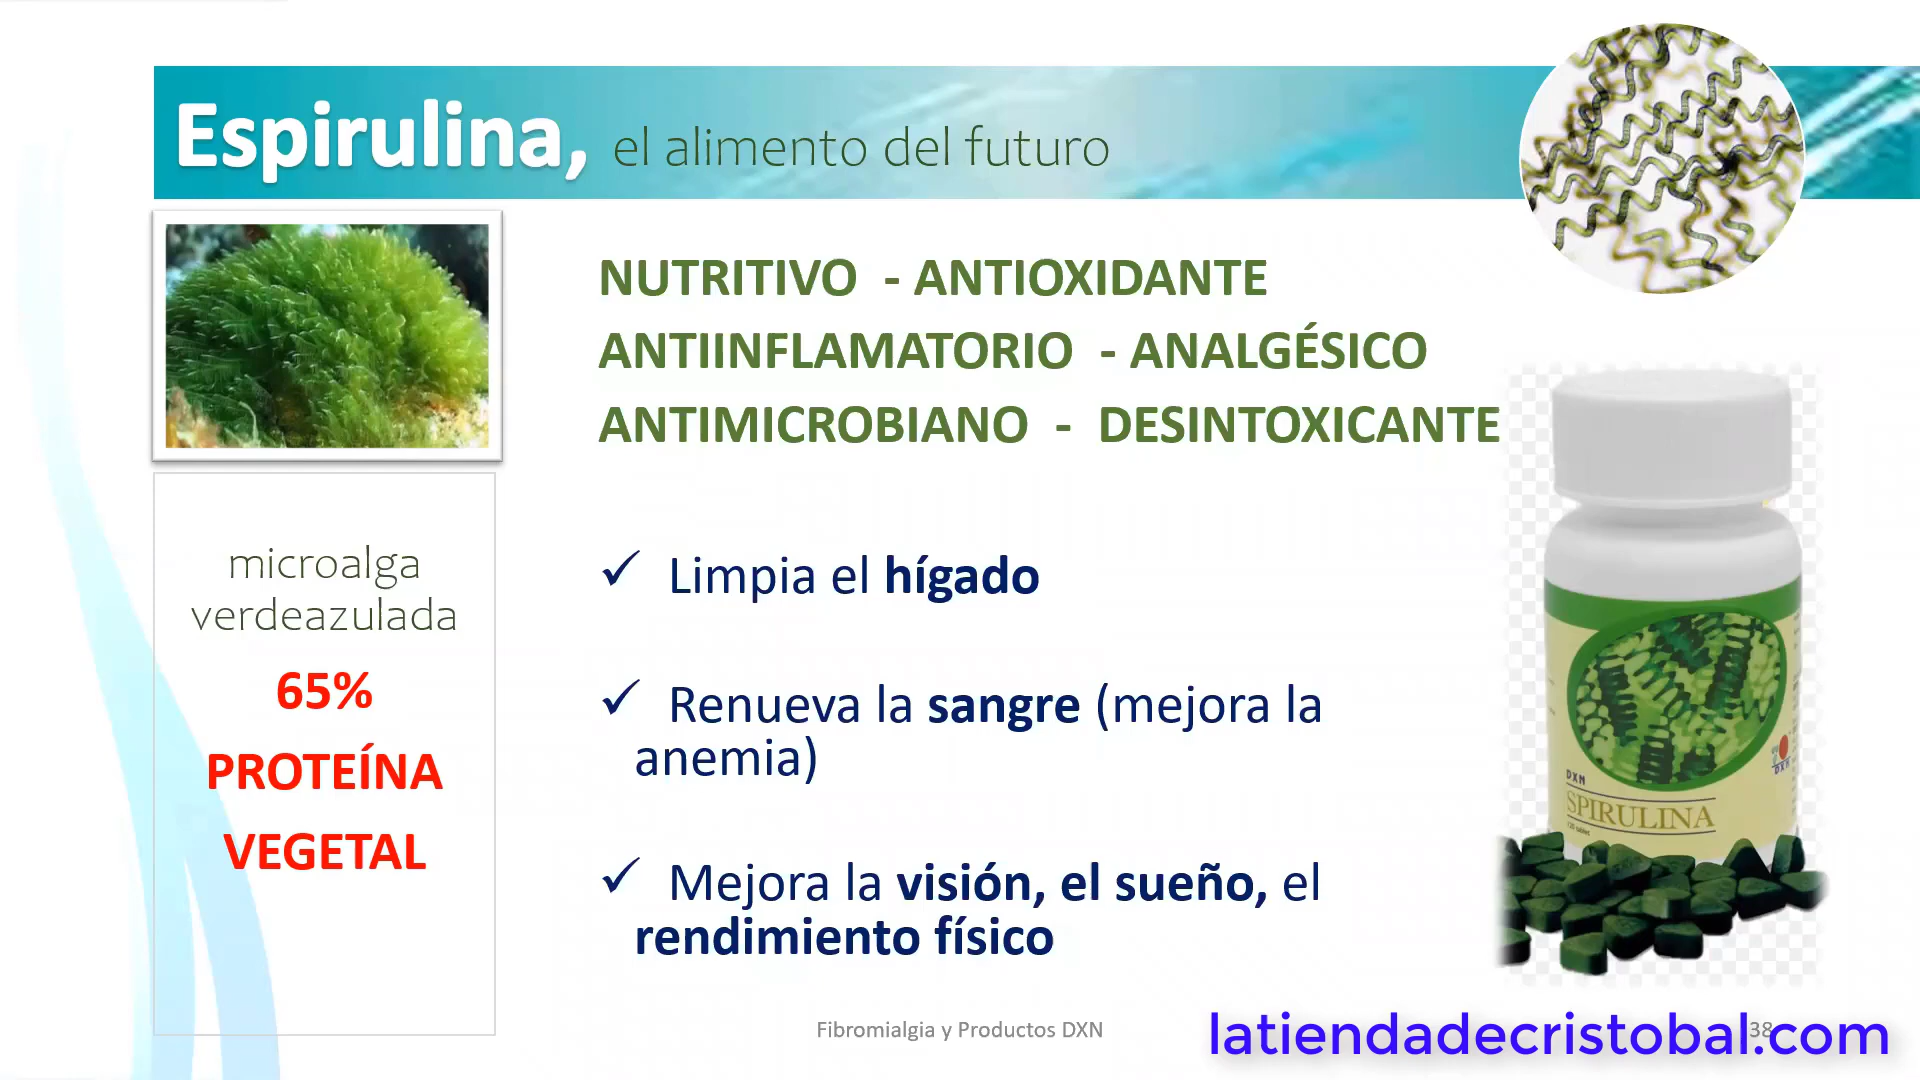 Espirulina, el alimento del futuro
NUTRITIVO - ANTIOXIDANTE
ANTIINFLAMATORIO - ANALGÉSICO
ANTIMICROBIANO - DESINTOXICANTE
microalga
verdeazulada
65%
PROTEÍNA
VEGETAL
✓ Limpia el hígado
✓ Renueva la sangre (mejora la
anemia)
✓ Mejora la visión, el sueño, el
rendimiento físico
DXN
DXN
SPIRULINA
Fibromialgia y Productos DXN
38
latiendadecristobal.com